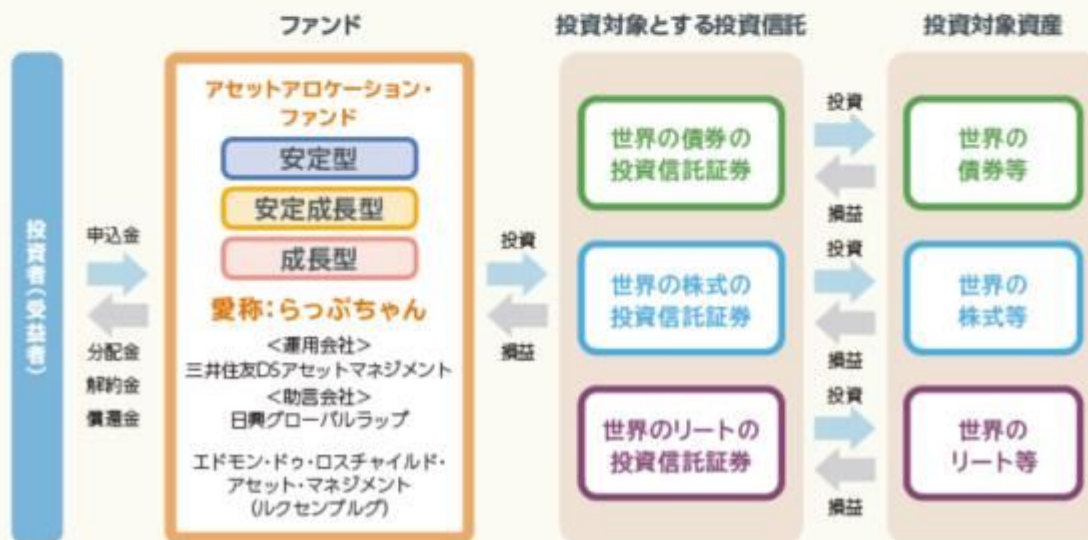 ファンド
投資対象とする投資信託
投資対象資産
投資者(受益者)
申込金
分配金
解約金
償還金
アセットアロケーション・
ファンド
安定型
安定成長型
成長型
愛称：らっぷちゃん
<運用会社>
三井住友DSアセットマネジメント
<助言会社>
日興グローバルラップ
エドモン・ドゥ・ロスチャイルド・
アセット・マネジメント
(ルクセンブルグ)
投資
損益
世界の債券の
投資信託証券
投資
損益
世界の
債券等
世界の株式の
投資信託証券
投資
損益
世界の
株式等
世界のリートの
投資信託証券
投資
損益
世界の
リート等